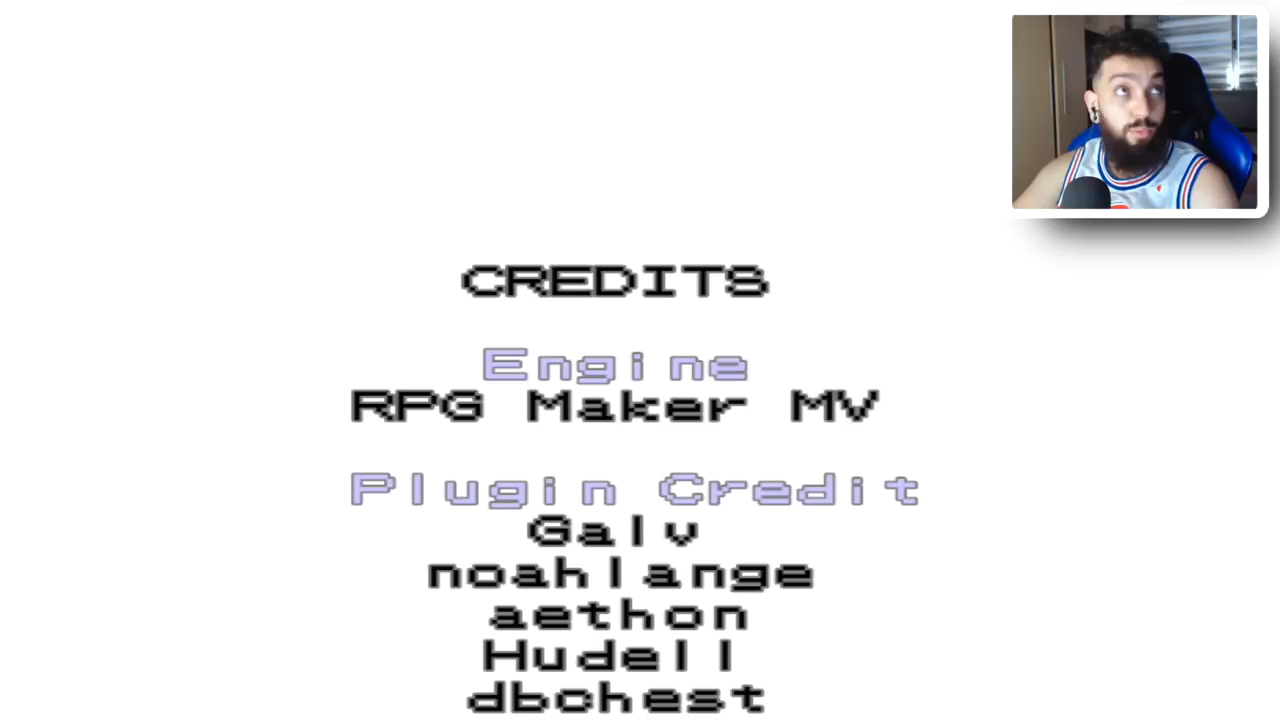 CREDITS
Engine
RPG Maker MV
Plugin Credit
Galv
noahlange
aethon
Hudell
dbchest